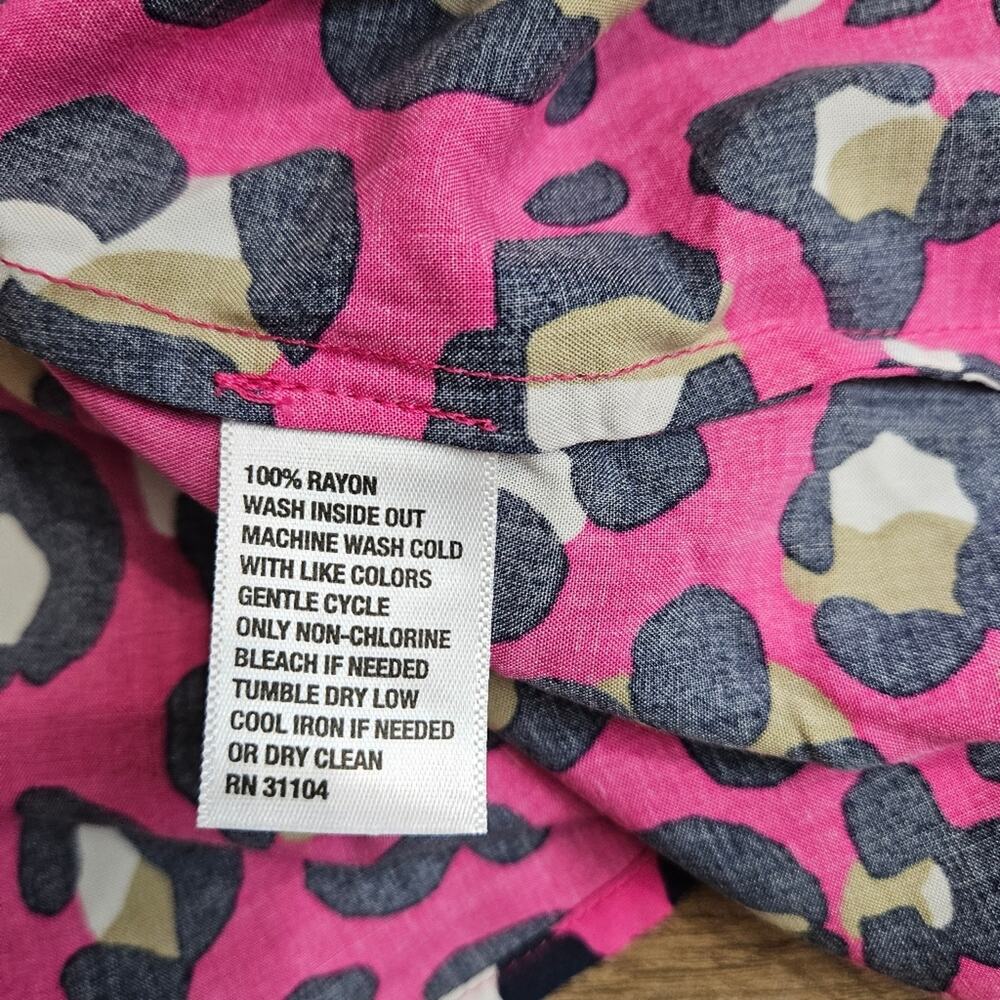 100% RAYON
WASH INSIDE OUT
MACHINE WASH COLD
WITH LIKE COLORS
GENTLE CYCLE
ONLY NON-CHLORINE
BLEACH IF NEEDED
TUMBLE DRY LOW
COOL IRON IF NEEDED
OR DRY CLEAN
RN 31104